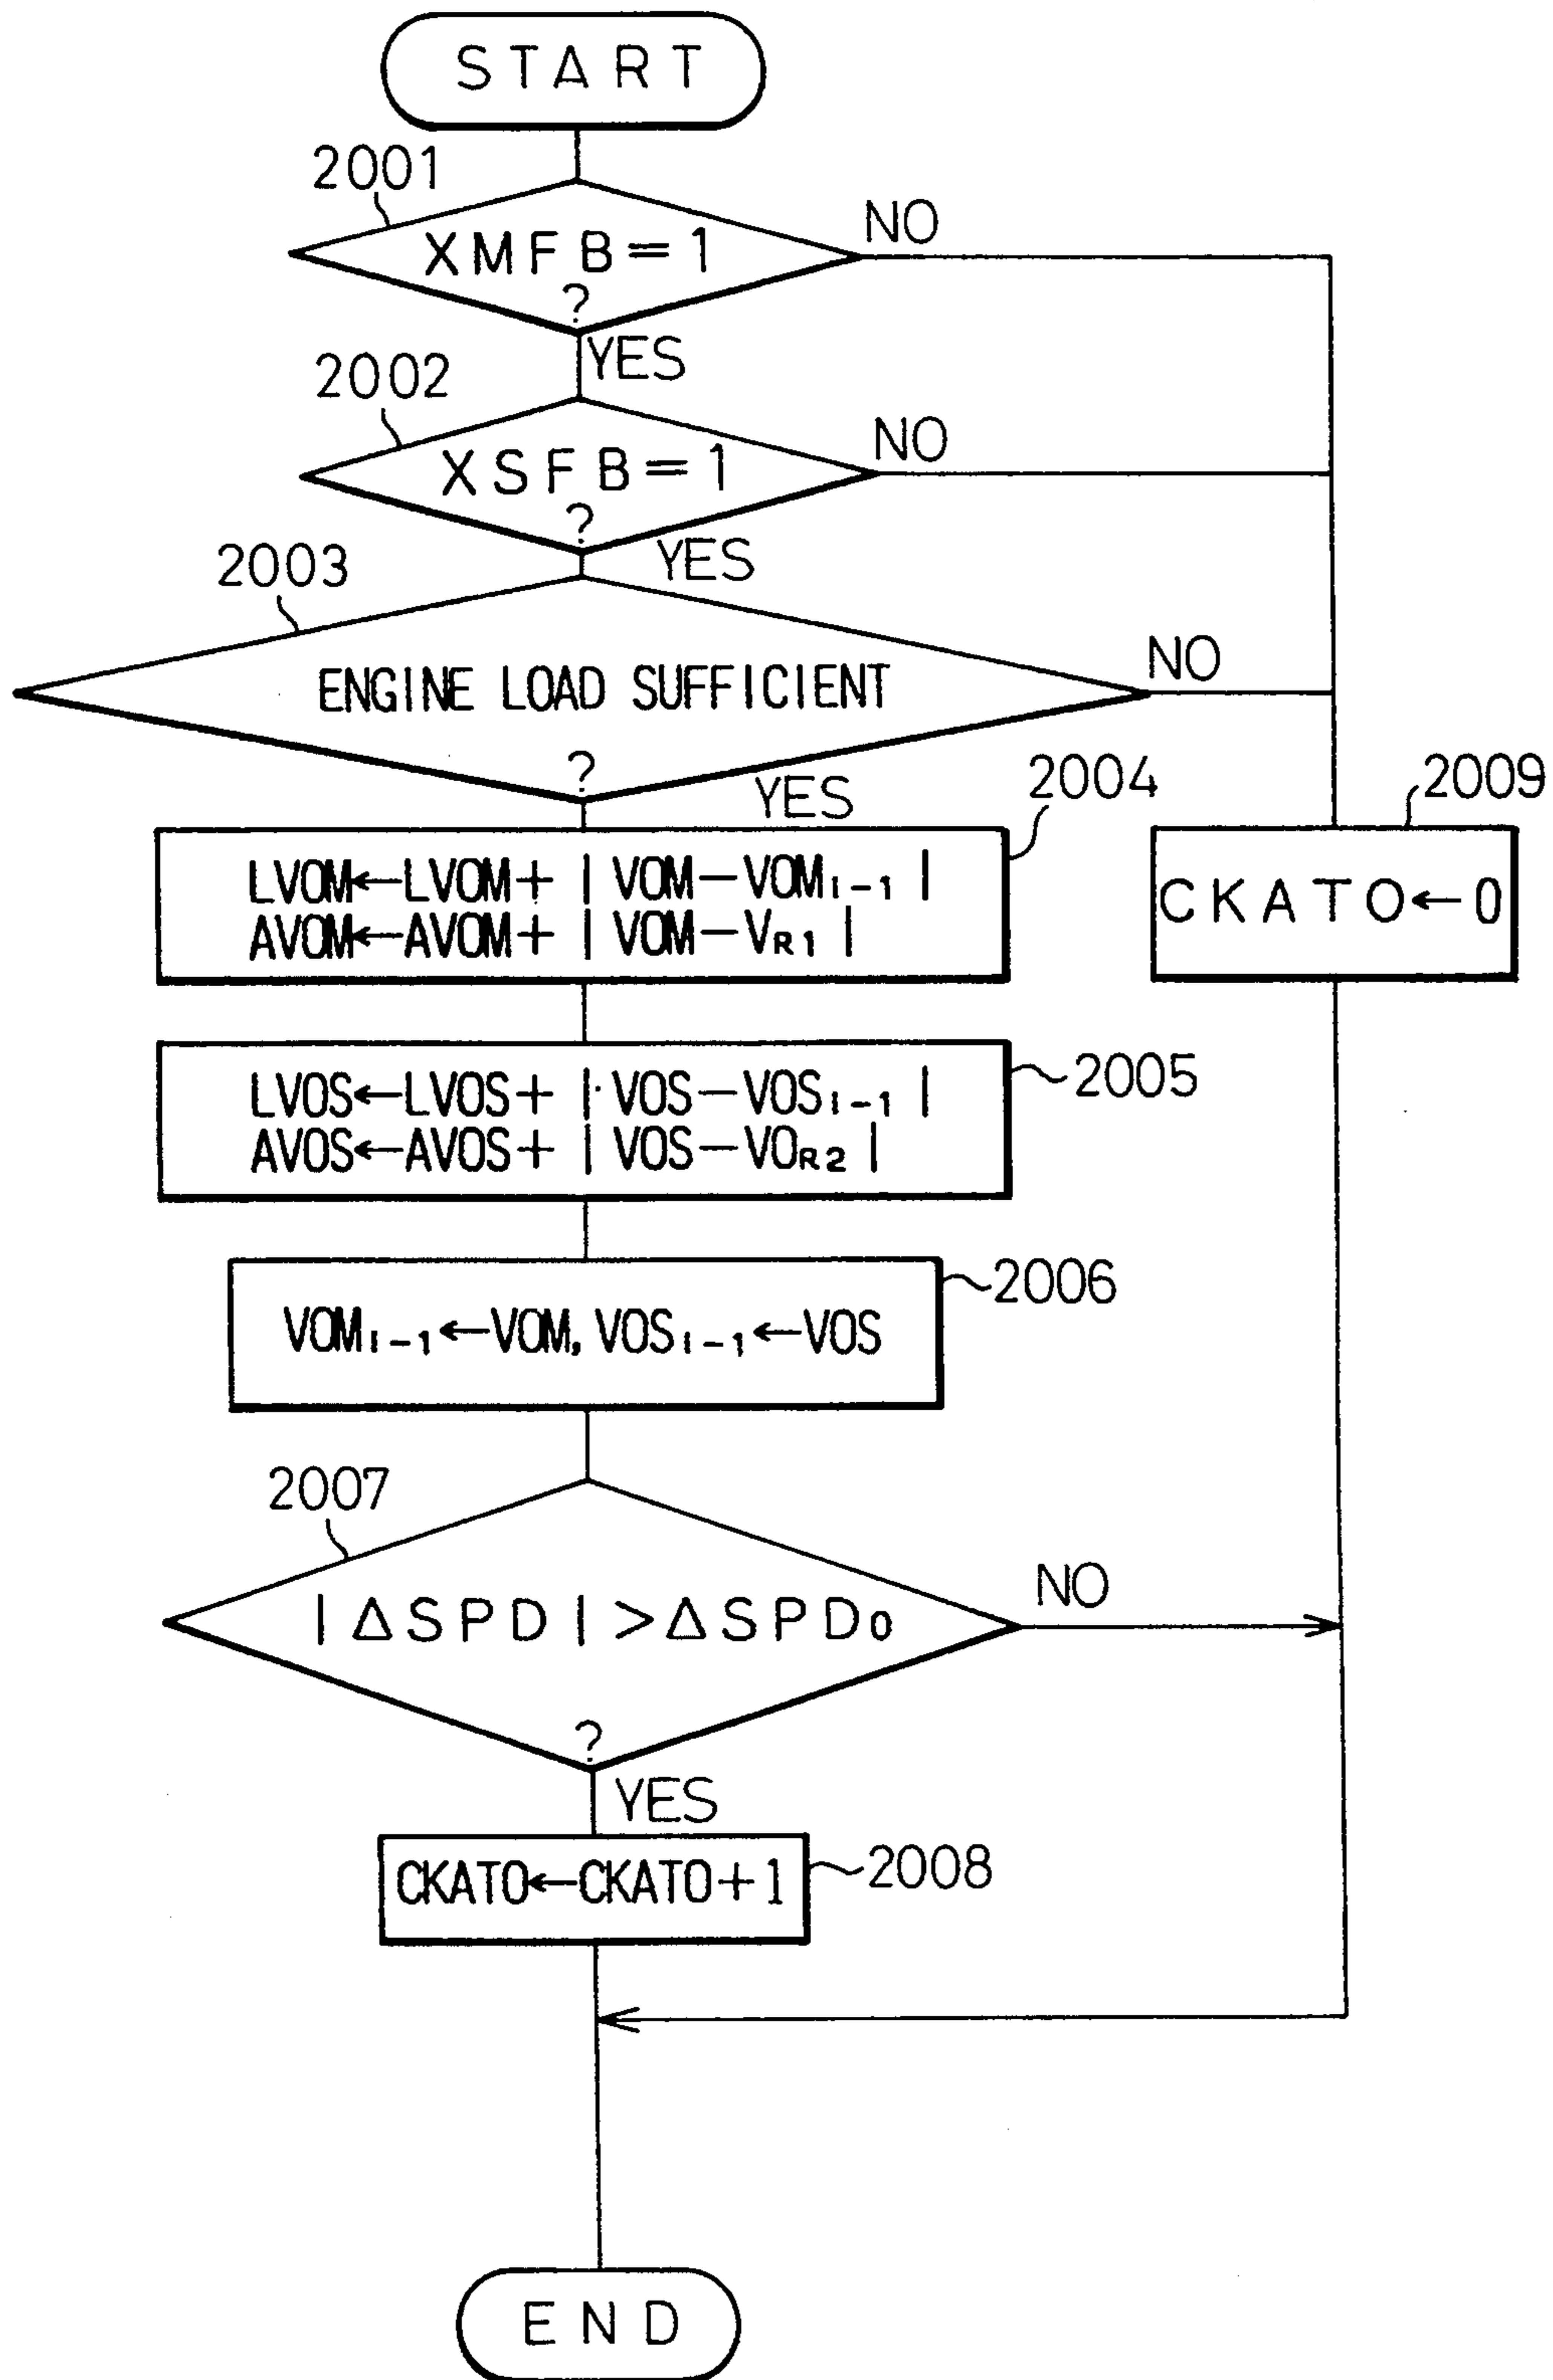 START
2001
XMFB=1
?
NO
YES
2002
XSFB=1
?
NO
YES
2003
ENGINE LOAD SUFFICIENT
?
NO
YES
2004
LVOM←LVOM+|VOM−VOMi-1|
AVOM←AVOM+|VOM−VR1|
2009
CKATO←0
2005
LVOS←LVOS+|VOS−VOSi-1|
AVOS←AVOS+|VOS−VOR2|
2006
VOMi-1←VOM, VOSi-1←VOS
2007
|ΔSPD|>ΔSPD0
?
NO
YES
2008
CKATO←CKATO+1
END